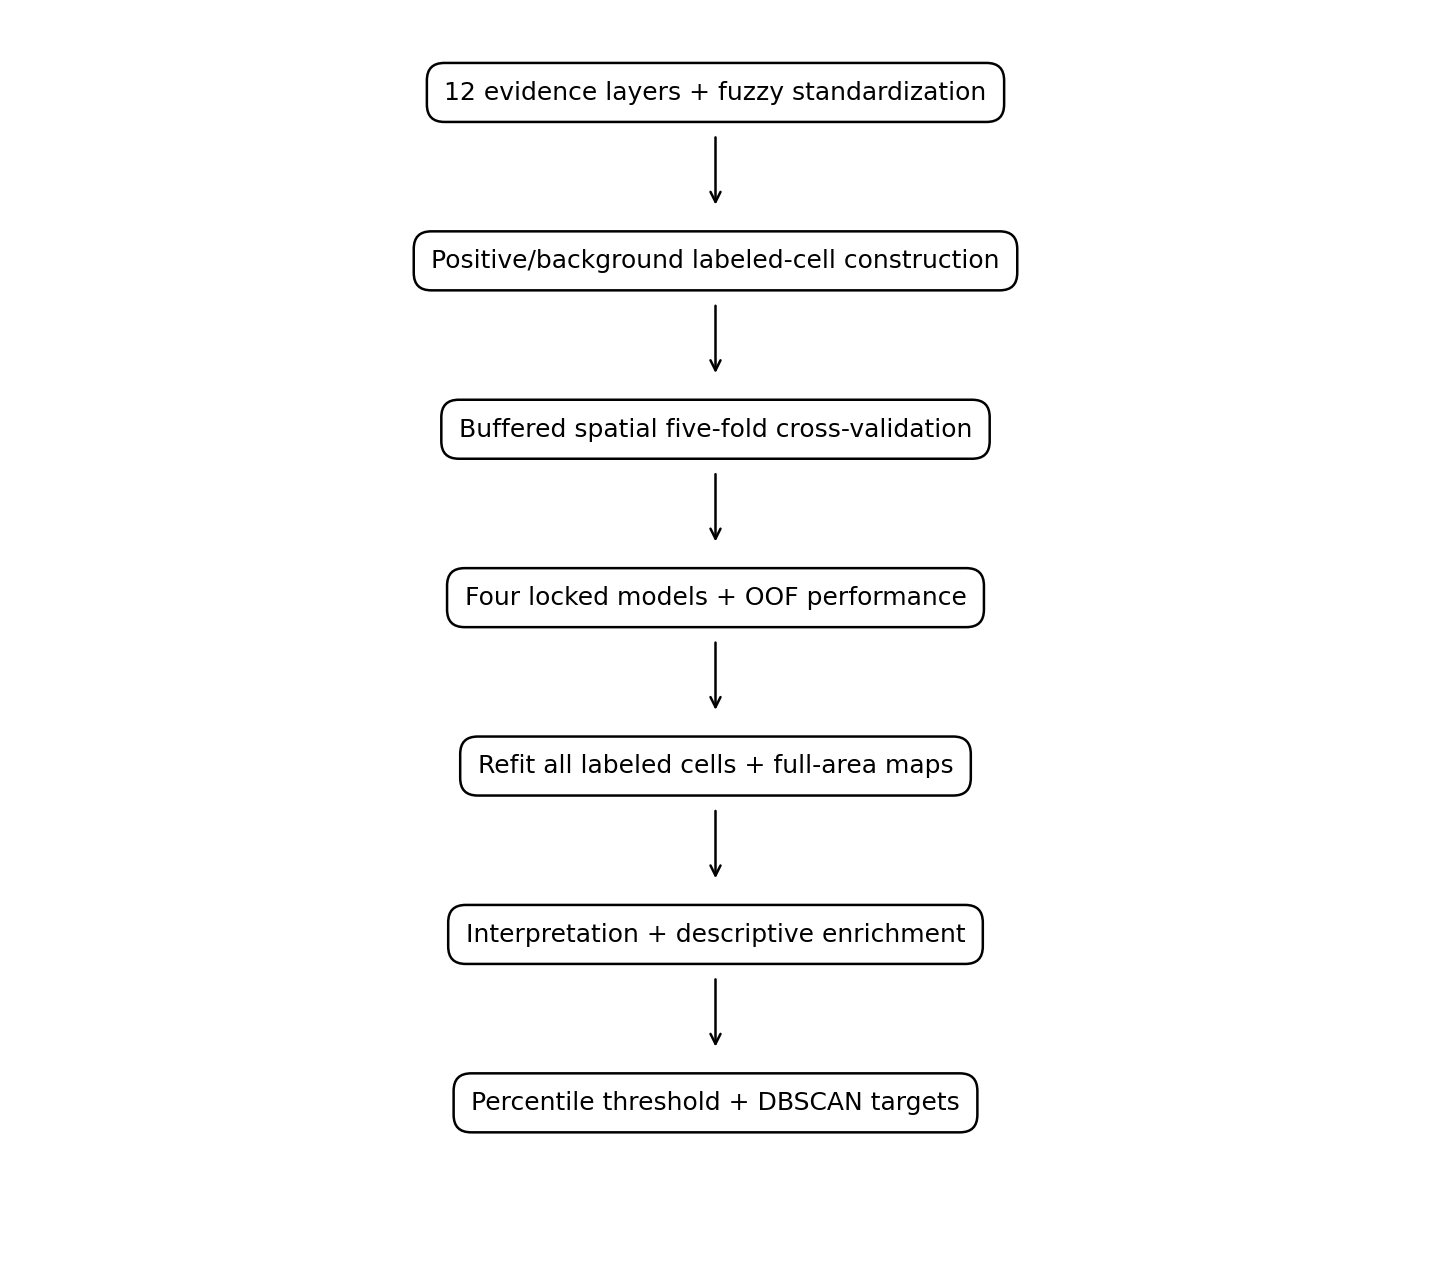 12 evidence layers + fuzzy standardization
Positive/background labeled-cell construction
Buffered spatial five-fold cross-validation
Four locked models + OOF performance
Refit all labeled cells + full-area maps
Interpretation + descriptive enrichment
Percentile threshold + DBSCAN targets